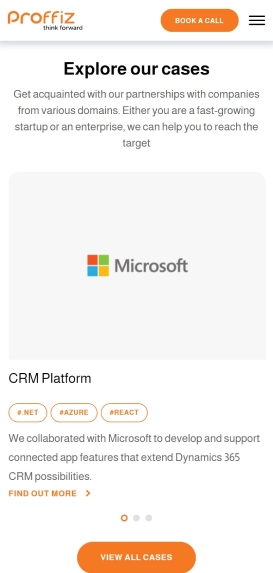 Proffiz
think forward
BOOK A CALL
Explore our cases
Get acquainted with our partnerships with companies
from various domains. Either you are a fast-growing
startup or an enterprise, we can help you to reach the
target
Microsoft
CRM Platform
#.NET #AZURE #REACT
We collaborated with Microsoft to develop and support
connected app features that extend Dynamics 365
CRM possibilities.
FIND OUT MORE
VIEW ALL CASES